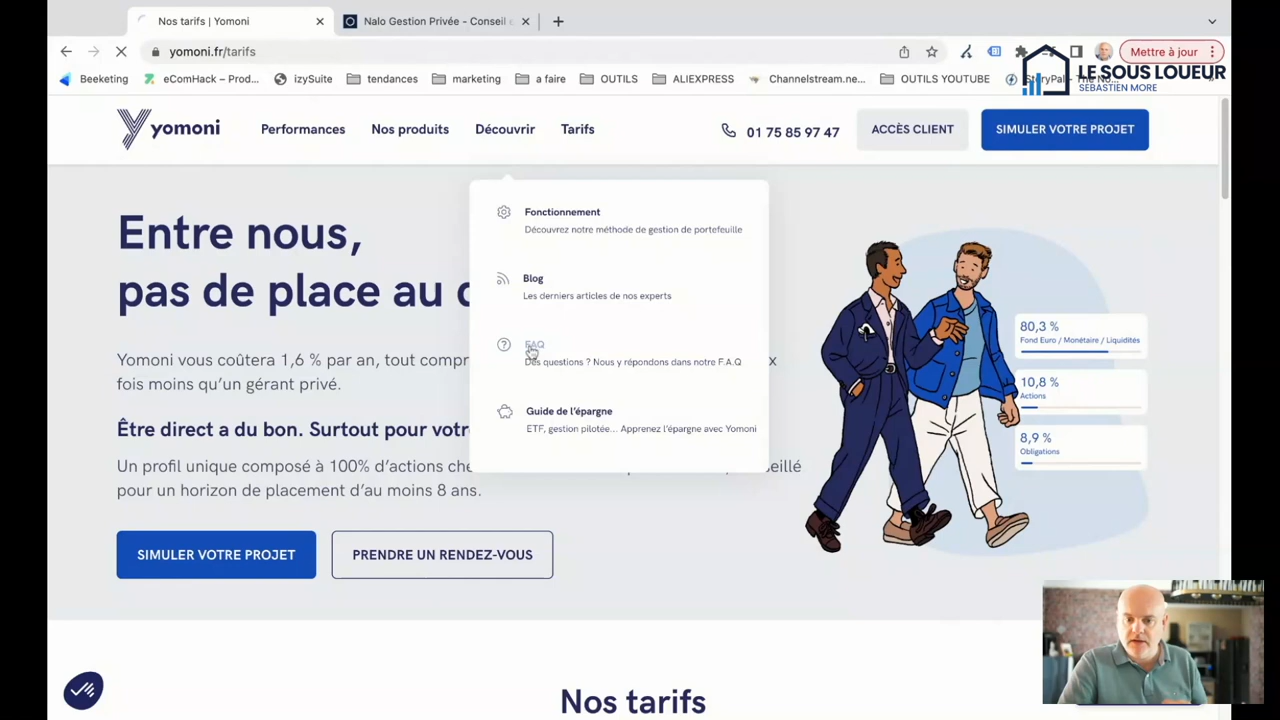 Nos tarifs | Yomoni
Nalo Gestion Privée - Conseil
yomoni.fr/tarifs
Mettre à jour
Beeketing
eComHack – Prod...
izySuite
tendances
marketing
a faire
OUTILS
ALIEXPRESS
Channelstream.ne...
OUTILS YOUTUBE
LE SOUS LOUEUR
SEBASTIEN MORE
yomoni
Performances
Nos produits
Découvrir
Tarifs
01 75 85 97 47
ACCÈS CLIENT
SIMULER VOTRE PROJET
Fonctionnement
Découvrez notre méthode de gestion de portefeuille
Blog
Les derniers articles de nos experts
FAQ
Des questions ? Nous y répondons dans notre F.A.Q
Guide de l'épargne
ETF, gestion pilotée... Apprenez l'épargne avec Yomoni
Entre nous,
pas de place au
Yomoni vous coûtera 1,6 % par an, tout
fois moins qu'un gérant privé.
Être direct a du bon. Surtout pour
Un profil unique composé à 100% d'actions
pour un horizon de placement d'au moins 8 ans.
SIMULER VOTRE PROJET
PRENDRE UN RENDEZ-VOUS
80,3 %
Fond Euro / Monétaire / Liquidités
10,8 %
Actions
8,9 %
Obligations
Nos tarifs